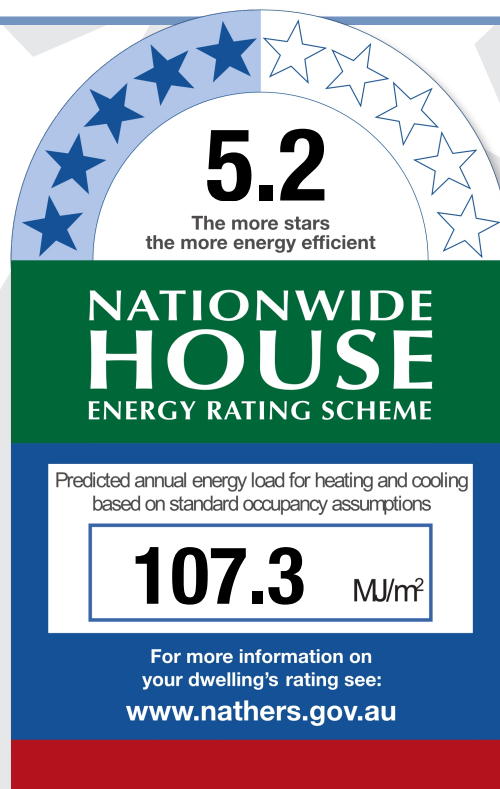 5.2
The more stars
the more energy efficient
NATIONWIDE
HOUSE
ENERGY RATING SCHEME
Predicted annual energy load for heating and cooling
based on standard occupancy assumptions
107.3 MJ/m²
For more information on
your dwelling's rating see:
www.nathers.gov.au